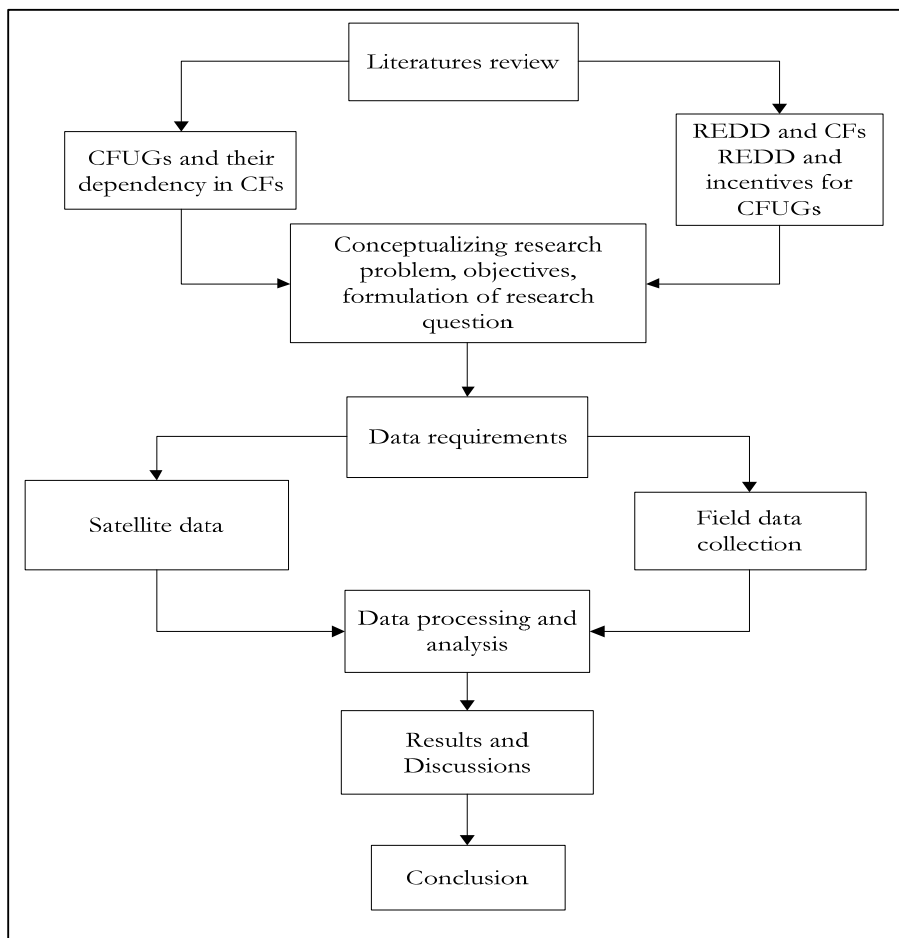 Literatures review
CFUGs and their
dependency in CFs
REDD and CFs
REDD and
incentives for
CFUGs
Conceptualizing research
problem, objectives,
formulation of research
question
Data requirements
Satellite data
Field data
collection
Data processing and
analysis
Results and
Discussions
Conclusion